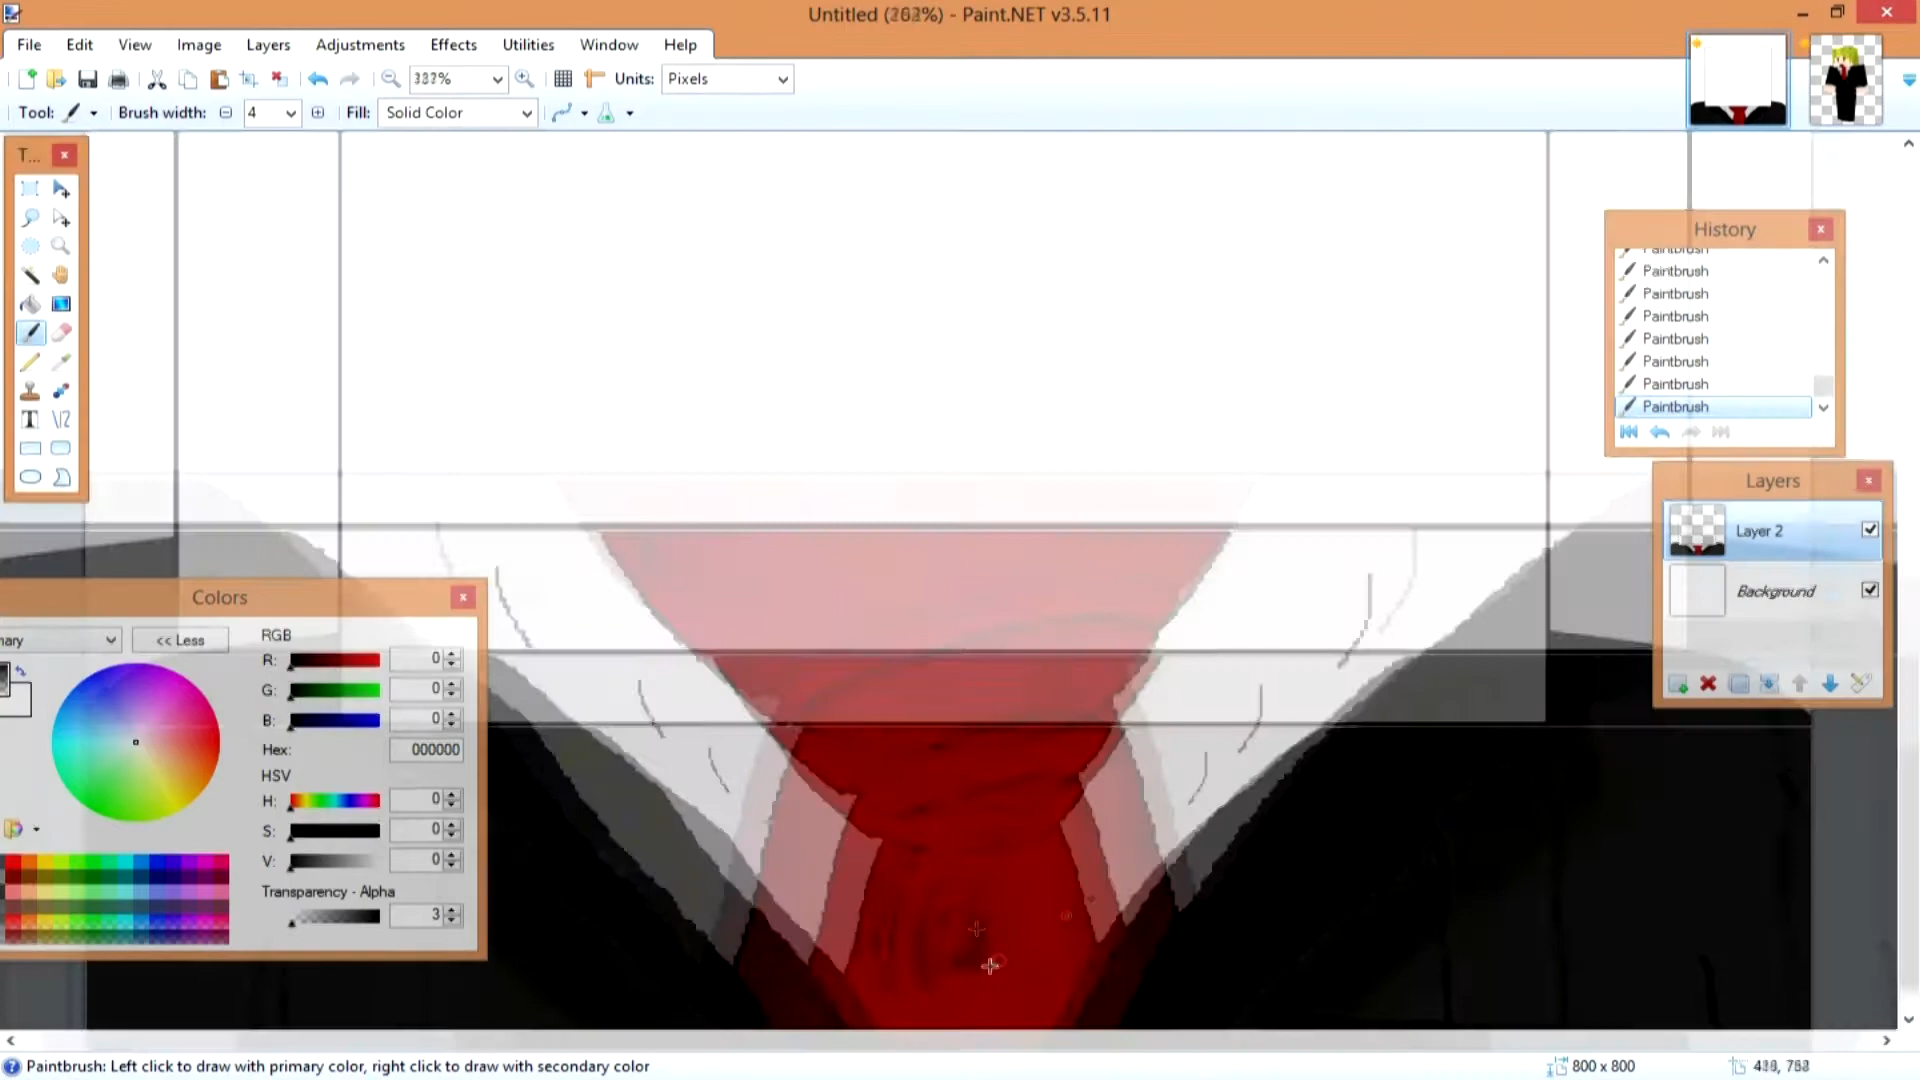 Untitled (262%) - Paint.NET v3.5.11
File Edit View Image Layers Adjustments Effects Utilities Window Help
Units: Pixels
Tool: Brush width: 4 Fill: Solid Color
T...
History
Paintbrush
Paintbrush
Paintbrush
Paintbrush
Paintbrush
Paintbrush
Paintbrush
Paintbrush
Layers
Layer 2
Background
Colors
<< Less
RGB
R: 0
G: 0
B: 0
Hex: 000000
HSV
H: 0
S: 0
V: 0
Transparency - Alpha
3
Paintbrush: Left click to draw with primary color, right click to draw with secondary color
800 x 800